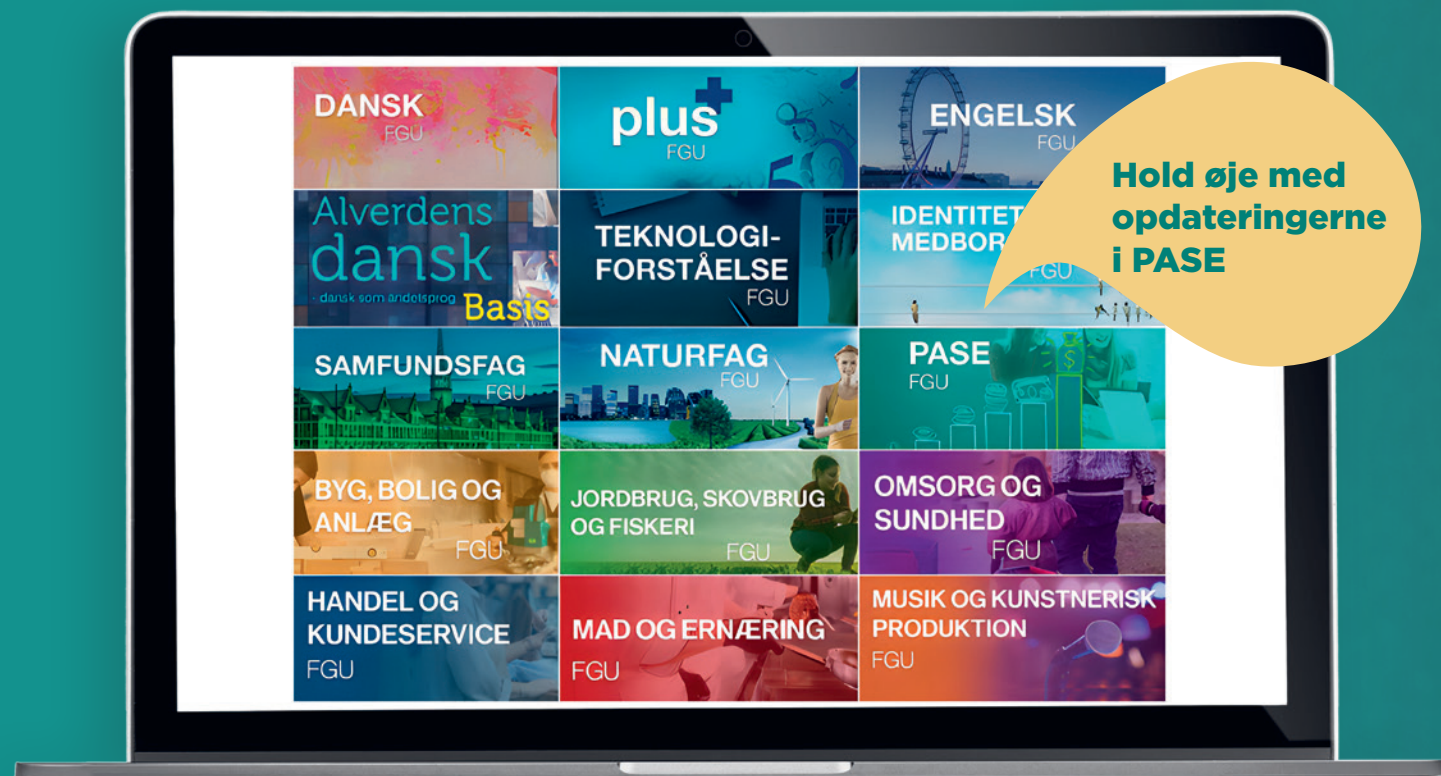 DANSK
FGU
plus+
FGU
ENGELSK
FGU
Hold øje med
opdateringerne
i PASE
Alverdens
dansk
- dansk som andetsprog
Basis
TEKNOLOGI-
FORSTÅELSE
FGU
IDENTITET
MEDBOR
FGU
SAMFUNDSFAG
FGU
NATURFAG
FGU
PASE
FGU
BYG, BOLIG OG
ANLÆG
FGU
JORDBRUG, SKOVBRUG
OG FISKERI
FGU
OMSORG OG
SUNDHED
FGU
HANDEL OG
KUNDESERVICE
FGU
MAD OG ERNÆRING
FGU
MUSIK OG KUNSTNERISK
PRODUKTION
FGU